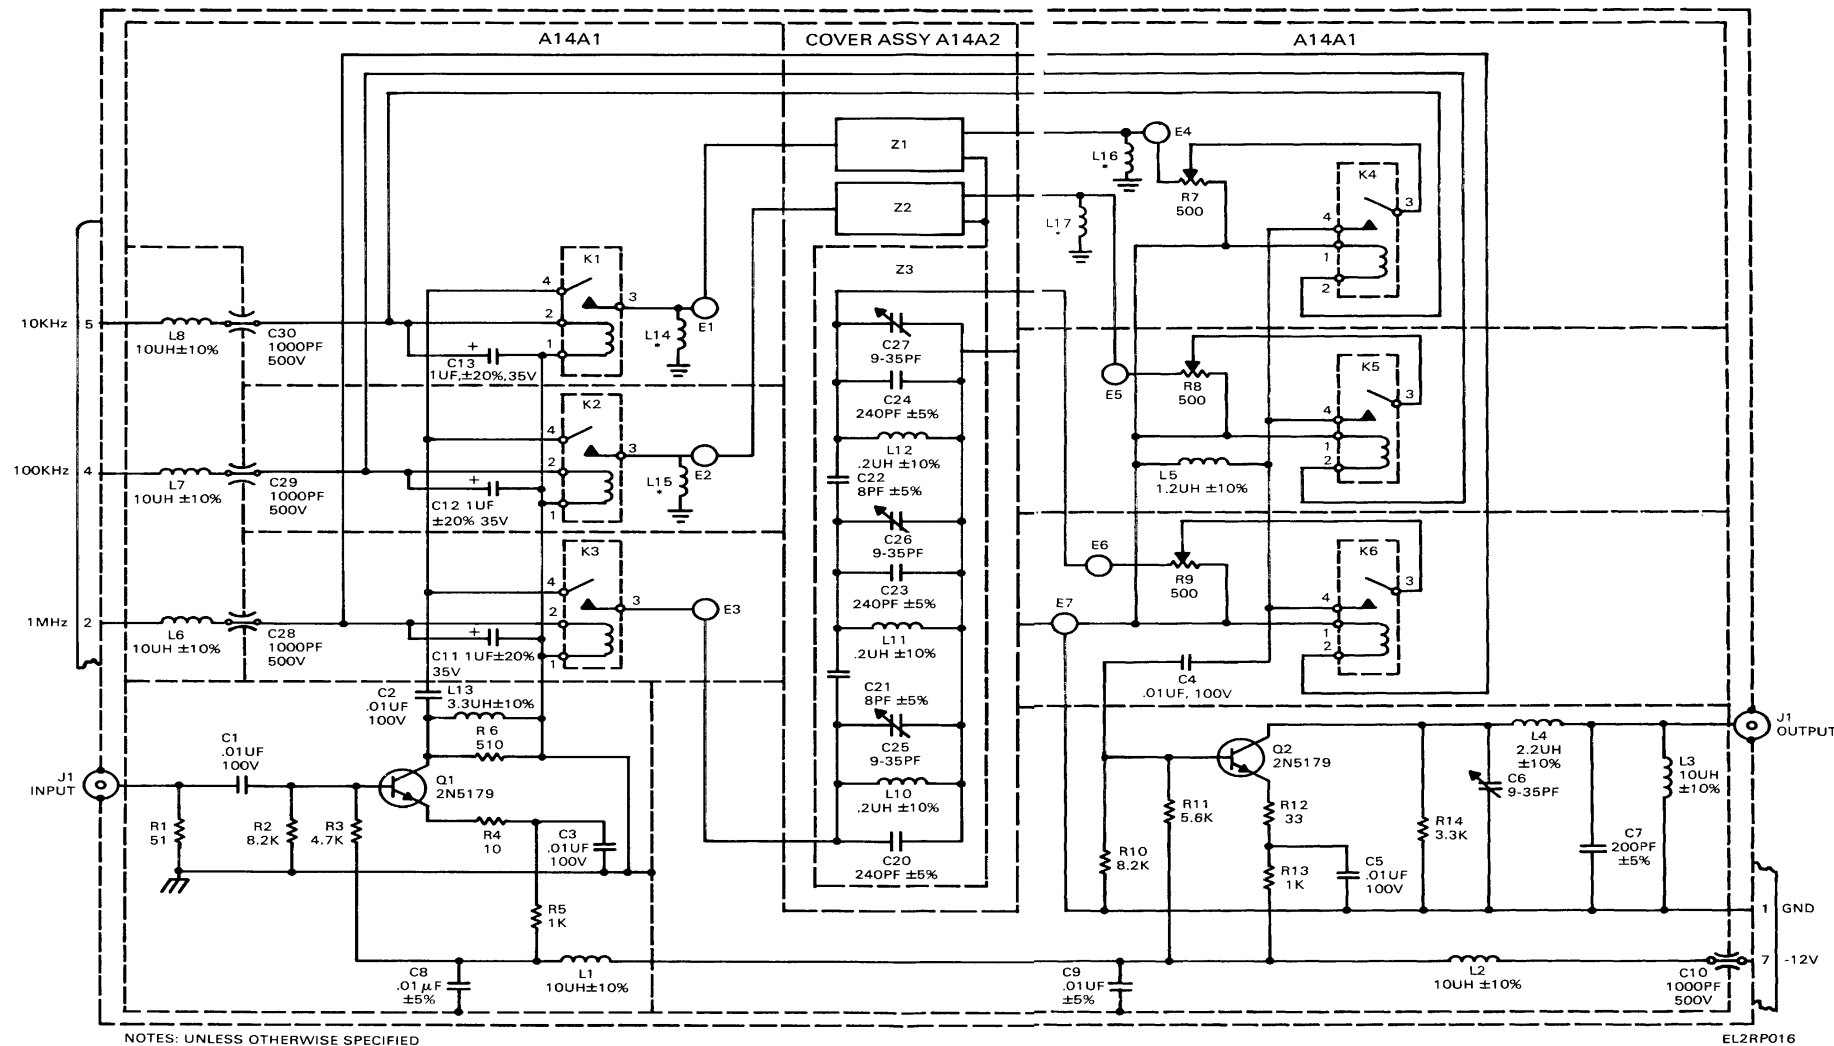 A14A1
COVER ASSY A14A2
A14A1
Z1
E4
L16
*
K4
R7
500
3
4
1
2
Z2
L17
*
K1
4
3
2
1
E1
L14
*
10KHz 5
L8
10UH±10%
C30
1000PF
500V
C13
1UF,±20%,35V
+
Z3
C27
9-35PF
C24
240PF ±5%
L12
.2UH ±10%
C22
8PF ±5%
C26
9-35PF
C23
240PF ±5%
L11
.2UH ±10%
C21
8PF ±5%
C25
9-35PF
L10
.2UH ±10%
C20
240PF ±5%
E5
R8
500
K5
3
4
1
2
L5
1.2UH ±10%
K2
4
3
2
1
E2
L15
*
100KHz 4
L7
10UH ±10%
C29
1000PF
500V
+
C12 1UF
±20% 35V
E6
R9
500
K6
3
4
1
2
E7
C4
.01UF, 100V
K3
4
3
2
1
E3
1MHz 2
L6
10UH ±10%
C28
1000PF
500V
+
C11 1UF±20%
35V
C2
.01UF
100V
L13
3.3UH±10%
R6
510
C1
.01UF
100V
J1
INPUT
Q1
2N5179
R1
51
R2
8.2K
R3
4.7K
R4
10
C3
.01UF
100V
R5
1K
C8
.01μF
±5%
L1
10UH±10%
Q2
2N5179
R11
5.6K
R12
33
R10
8.2K
R13
1K
C5
.01UF
100V
R14
3.3K
C6
9-35PF
L4
2.2UH
±10%
C7
200PF
±5%
L3
10UH
±10%
J1
OUTPUT
1 GND
7 -12V
C9
.01UF
±5%
L2
10UH ±10%
C10
1000PF
500V
NOTES: UNLESS OTHERWISE SPECIFIED
EL2RP016